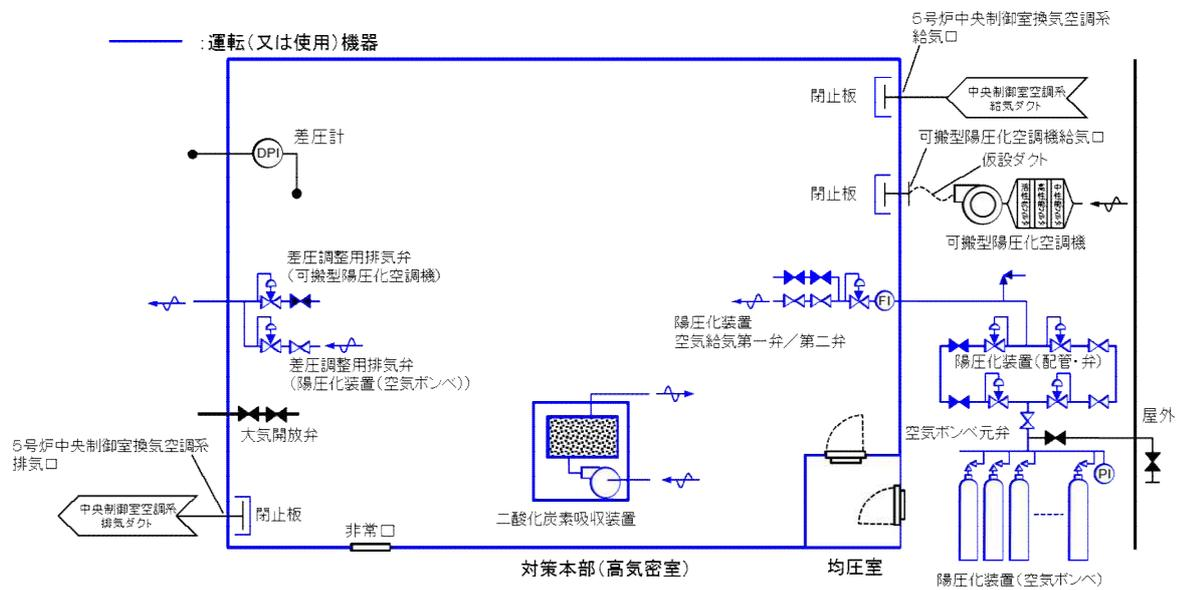 :運転(又は使用)機器
5号炉中央制御室換気空調系
給気口
閉止板
中央制御室空調系
給気ダクト
差圧計
DPI
可搬型陽圧化空調機給気口
仮設ダクト
閉止板
可搬型陽圧化空調機
差圧調整用排気弁
(可搬型陽圧化空調機)
FI
陽圧化装置
空気給気第一弁/第二弁
差圧調整用排気弁
(陽圧化装置(空気ボンベ))
陽圧化装置(配管・弁)
大気開放弁
空気ボンベ元弁
屋外
5号炉中央制御室換気空調系
排気口
PI
中央制御室空調系
排気ダクト
閉止板
二酸化炭素吸収装置
非常口
対策本部(高気密室)
均圧室
陽圧化装置(空気ボンベ)